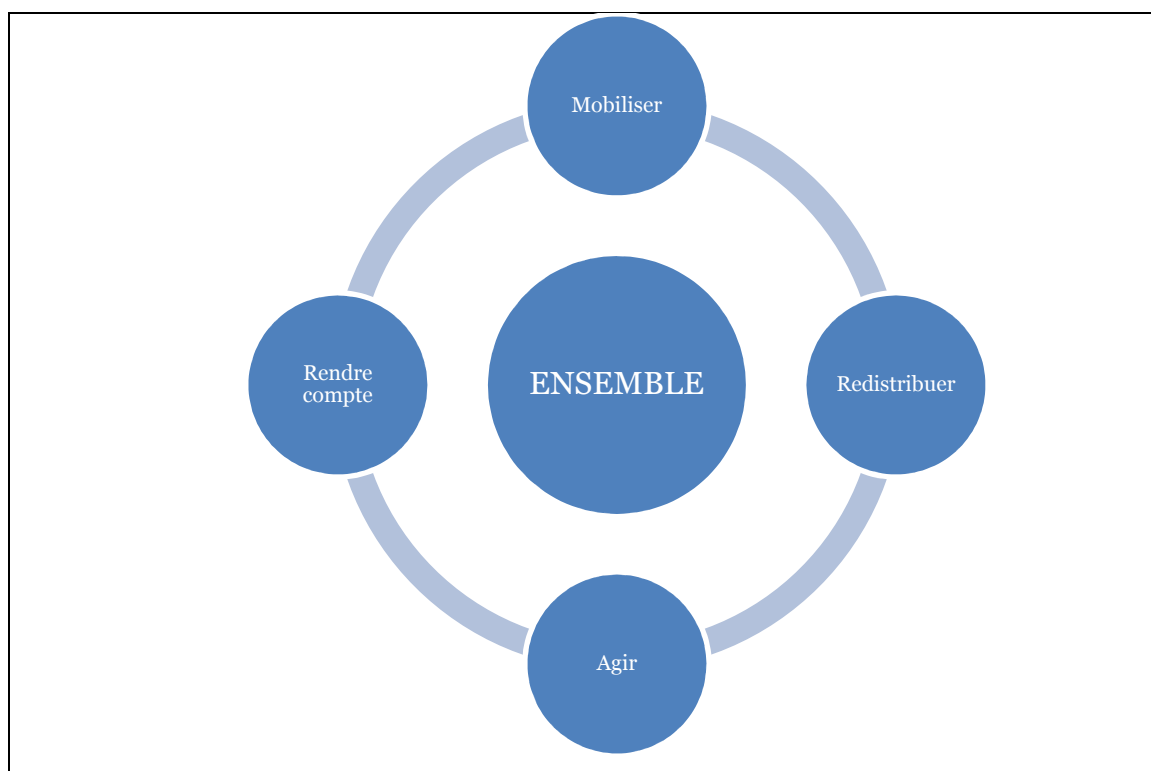 Mobiliser
Rendre
compte
ENSEMBLE
Redistribuer
Agir